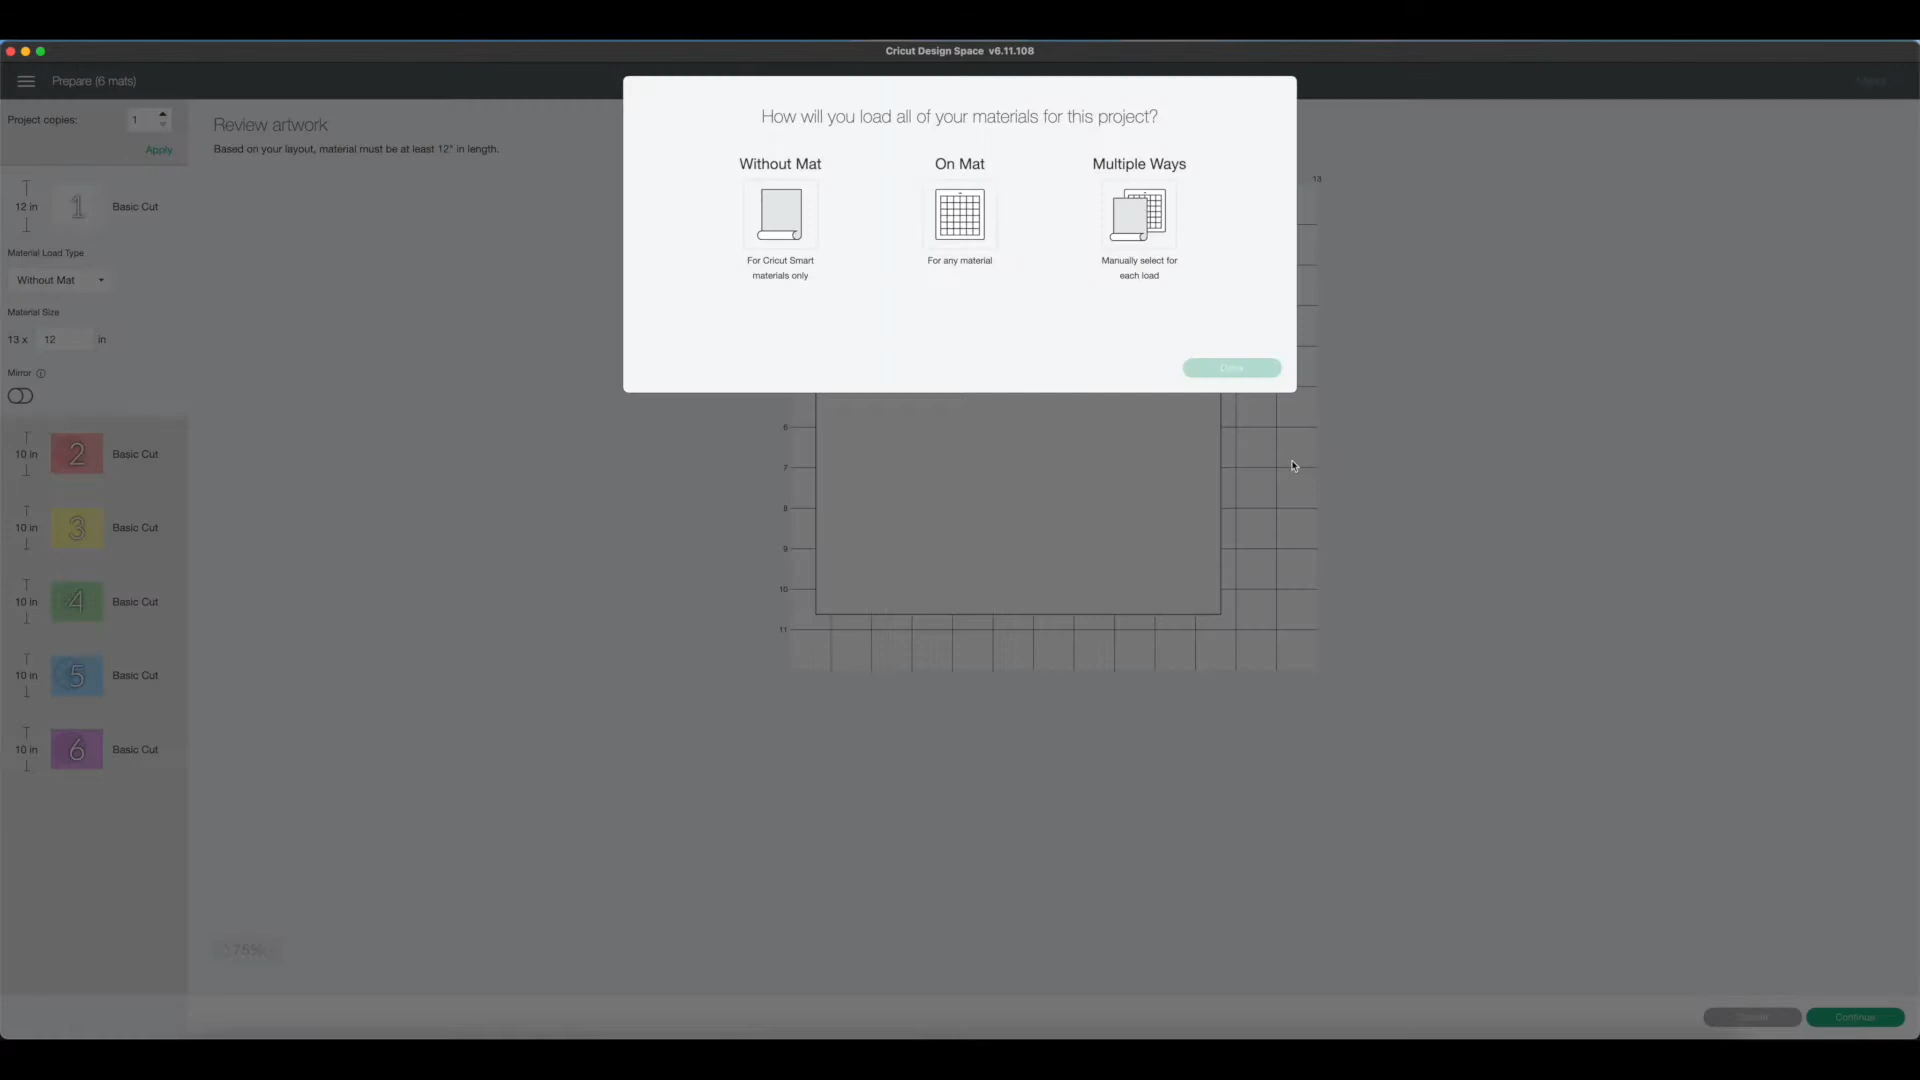 Cricut Design Space v6.11.108
Prepare (6 mats)
Project copies:
1
Apply
Review artwork
Based on your layout, material must be at least 12" in length.
How will you load all of your materials for this project?
Without Mat
On Mat
Multiple Ways
For Cricut Smart
materials only
For any material
Manually select for
each load
Done
12 in
1
Basic Cut
Material Load Type
Without Mat
Material Size
13 x
12
in
Mirror
10 in
2
Basic Cut
10 in
3
Basic Cut
10 in
4
Basic Cut
10 in
5
Basic Cut
10 in
6
Basic Cut
13
6
7
8
9
10
11
75%
Cancel
Continue